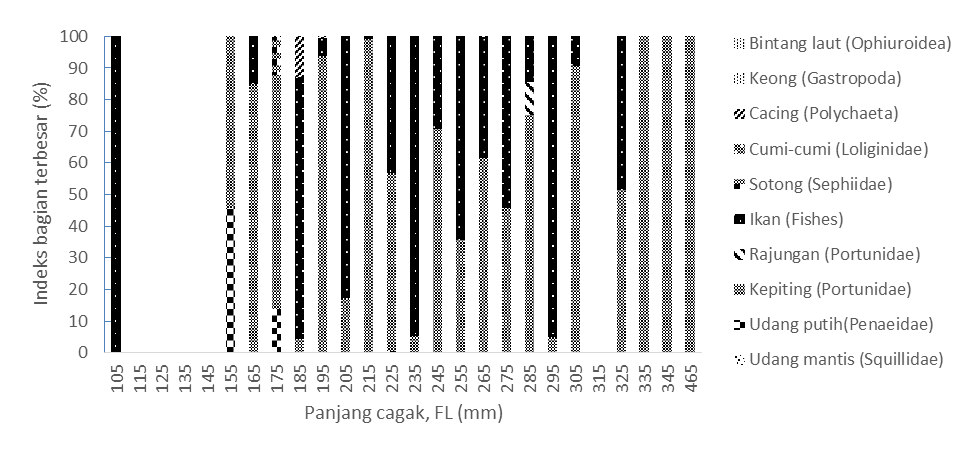 Indeks bagian terbesar (%)
100
90
80
70
60
50
40
30
20
10
0
105 115 125 135 145 155 165 175 185 195 205 215 225 235 245 255 265 275 285 295 305 315 325 335 345 465
Panjang cagak, FL (mm)
Bintang laut (Ophiuroidea)
Keong (Gastropoda)
Cacing (Polychaeta)
Cumi-cumi (Loliginidae)
Sotong (Sephiidae)
Ikan (Fishes)
Rajungan (Portunidae)
Kepiting (Portunidae)
Udang putih(Penaeidae)
Udang mantis (Squillidae)